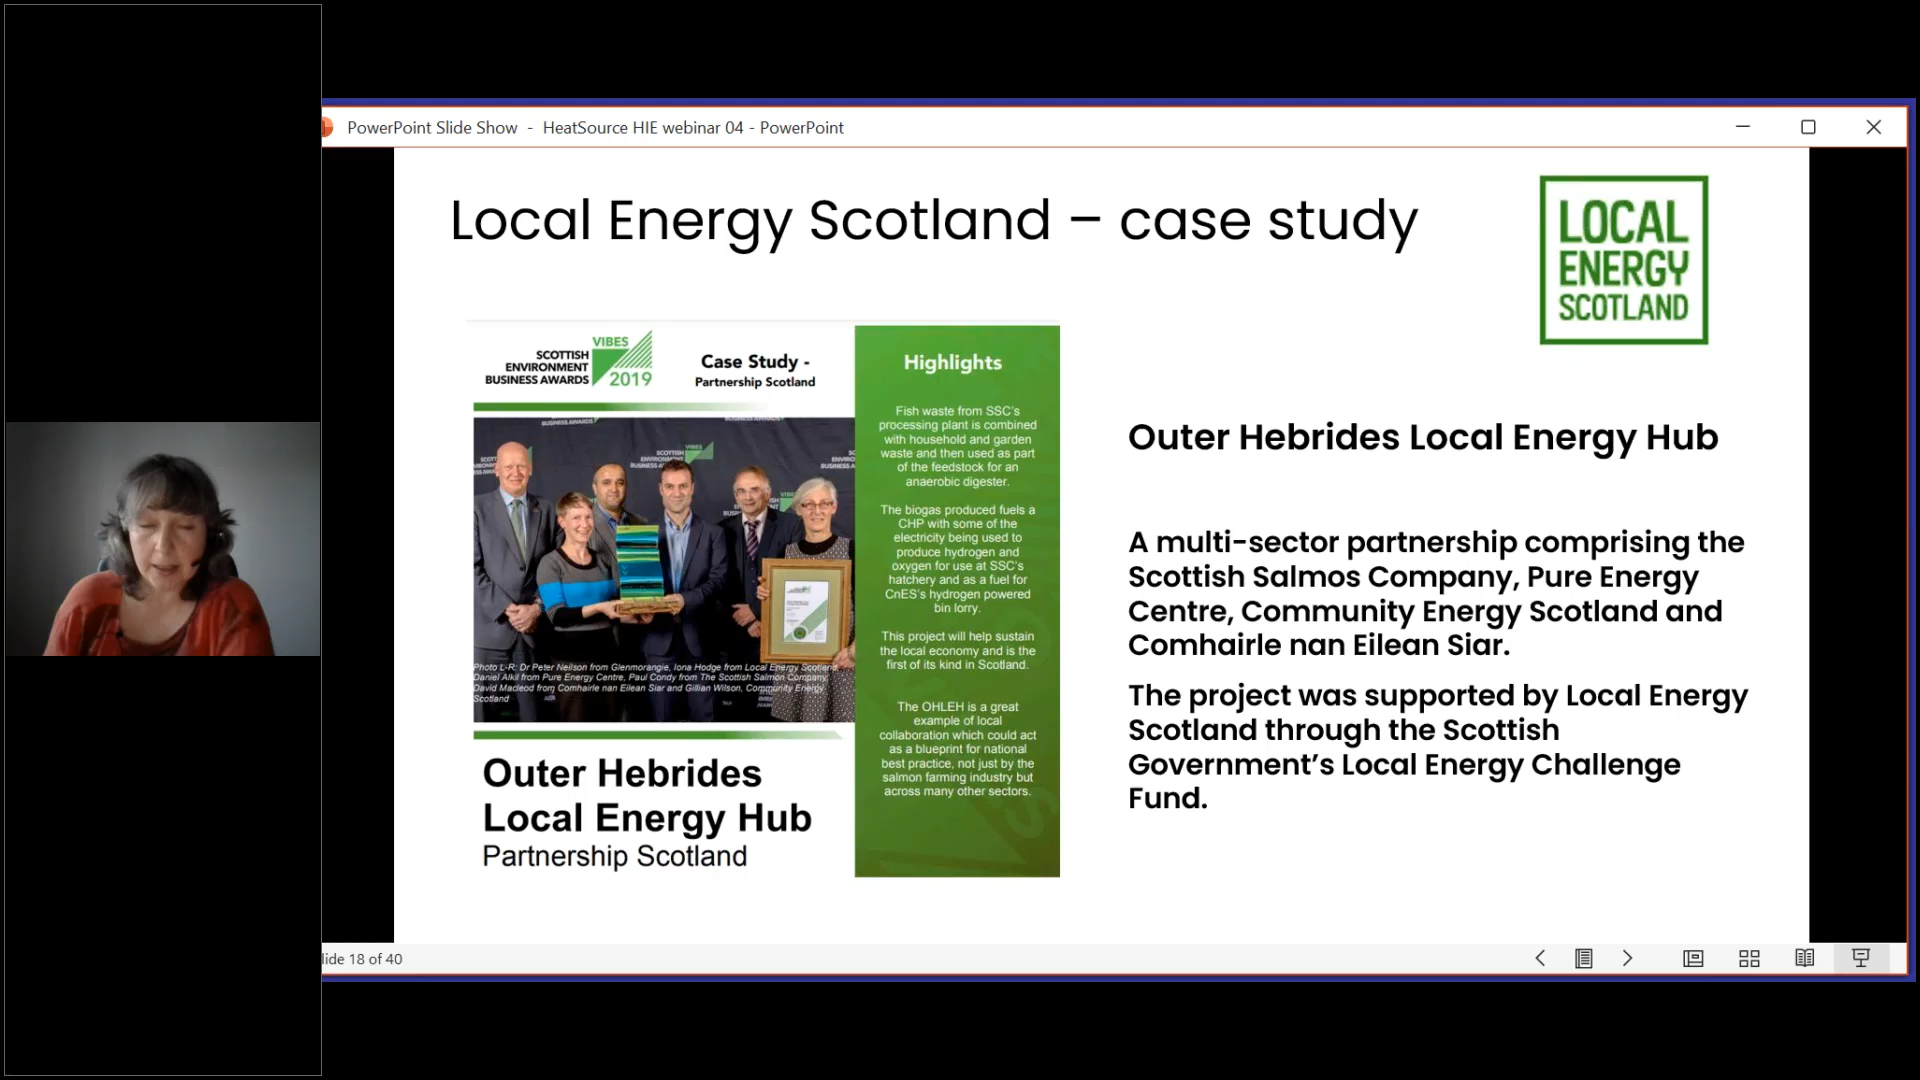 PowerPoint Slide Show - HeatSource HIE webinar 04 - PowerPoint
Local Energy Scotland – case study
LOCAL
ENERGY
SCOTLAND
VIBES
SCOTTISH
ENVIRONMENT
BUSINESS AWARDS
2019
Case Study -
Partnership Scotland
Photo L-R: Dr Peter Neilson from Glenmorangie, Iona Hodge from Local Energy Scotland,
Daniel Alkil from Pure Energy Centre, Paul Condy from The Scottish Salmon Company,
David Macleod from Comhairle nan Eilean Siar and Gillian Wilson, Community Energy
Scotland
Outer Hebrides
Local Energy Hub
Partnership Scotland
Highlights
Fish waste from SSC's
processing plant is combined
with household and garden
waste and then used as part
of the feedstock for an
anaerobic digester.
The biogas produced fuels a
CHP with some of the
electricity being used to
produce hydrogen and
oxygen for use at SSC's
hatchery and as a fuel for
CnES's hydrogen powered
bin lorry.
This project will help sustain
the local economy and is the
first of its kind in Scotland.
The OHLEH is a great
example of local
collaboration which could act
as a blueprint for national
best practice, not just by the
salmon farming industry but
across many other sectors.
Outer Hebrides Local Energy Hub
A multi-sector partnership comprising the
Scottish Salmos Company, Pure Energy
Centre, Community Energy Scotland and
Comhairle nan Eilean Siar.
The project was supported by Local Energy
Scotland through the Scottish
Government's Local Energy Challenge
Fund.
lide 18 of 40